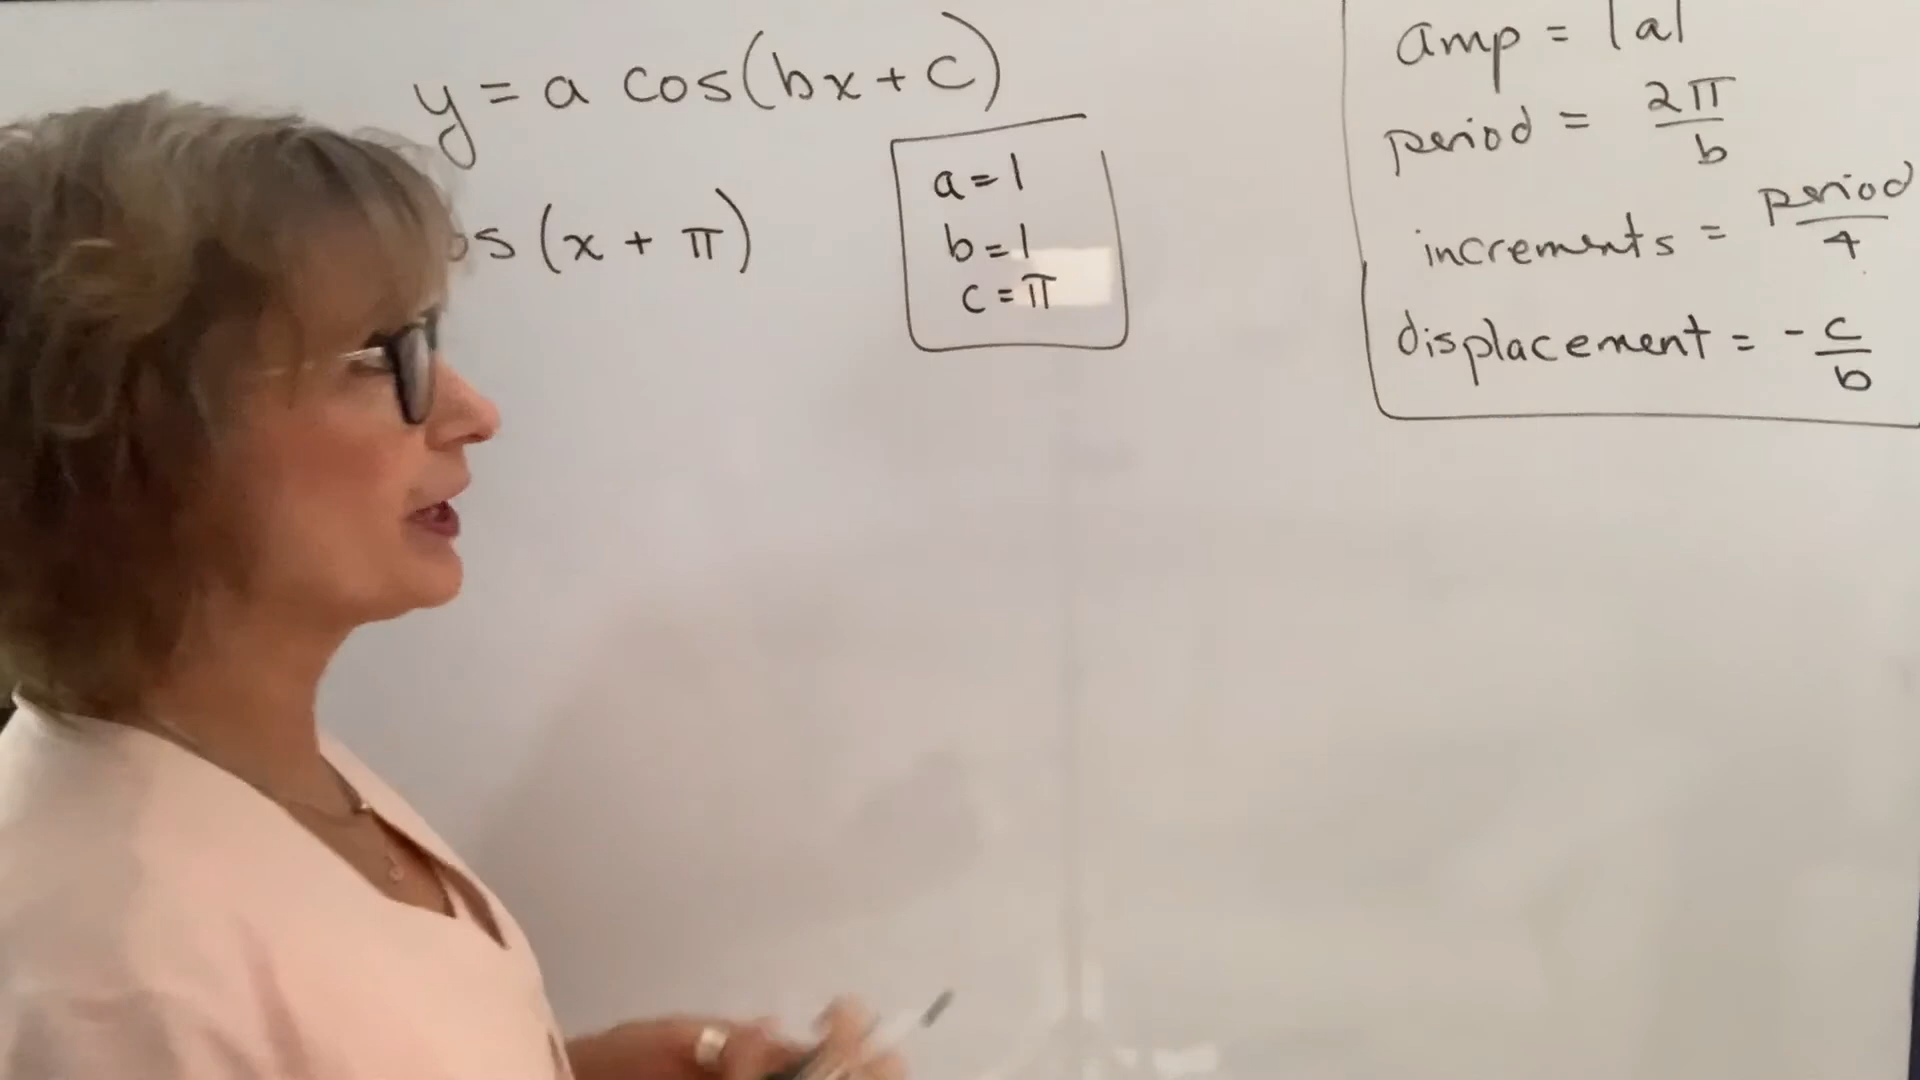 y = a cos(bx + c)
os (x + π)
a = 1
b = 1
c = π
amp = |a|
period = 2π/b
increments = period/4
displacement = - c/b